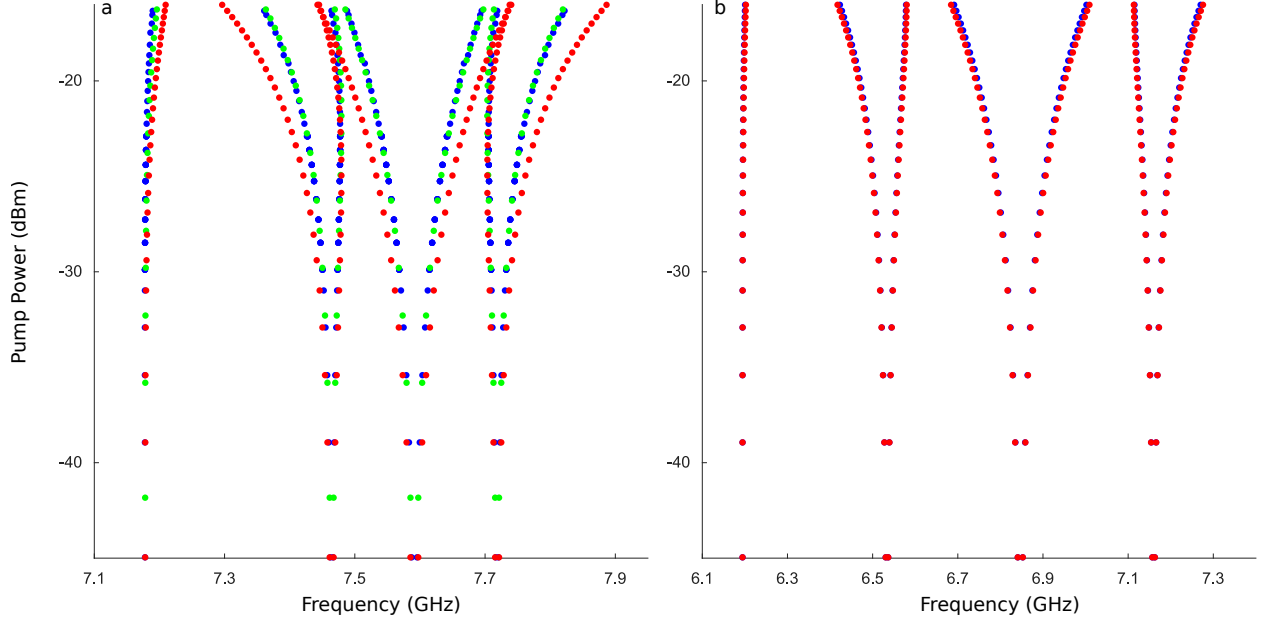 a
b
-20
-30
-40
Pump Power (dBm)
7.1 7.3 7.5 7.7 7.9
Frequency (GHz)
-20
-30
-40
6.1 6.3 6.5 6.7 6.9 7.1 7.3
Frequency (GHz)